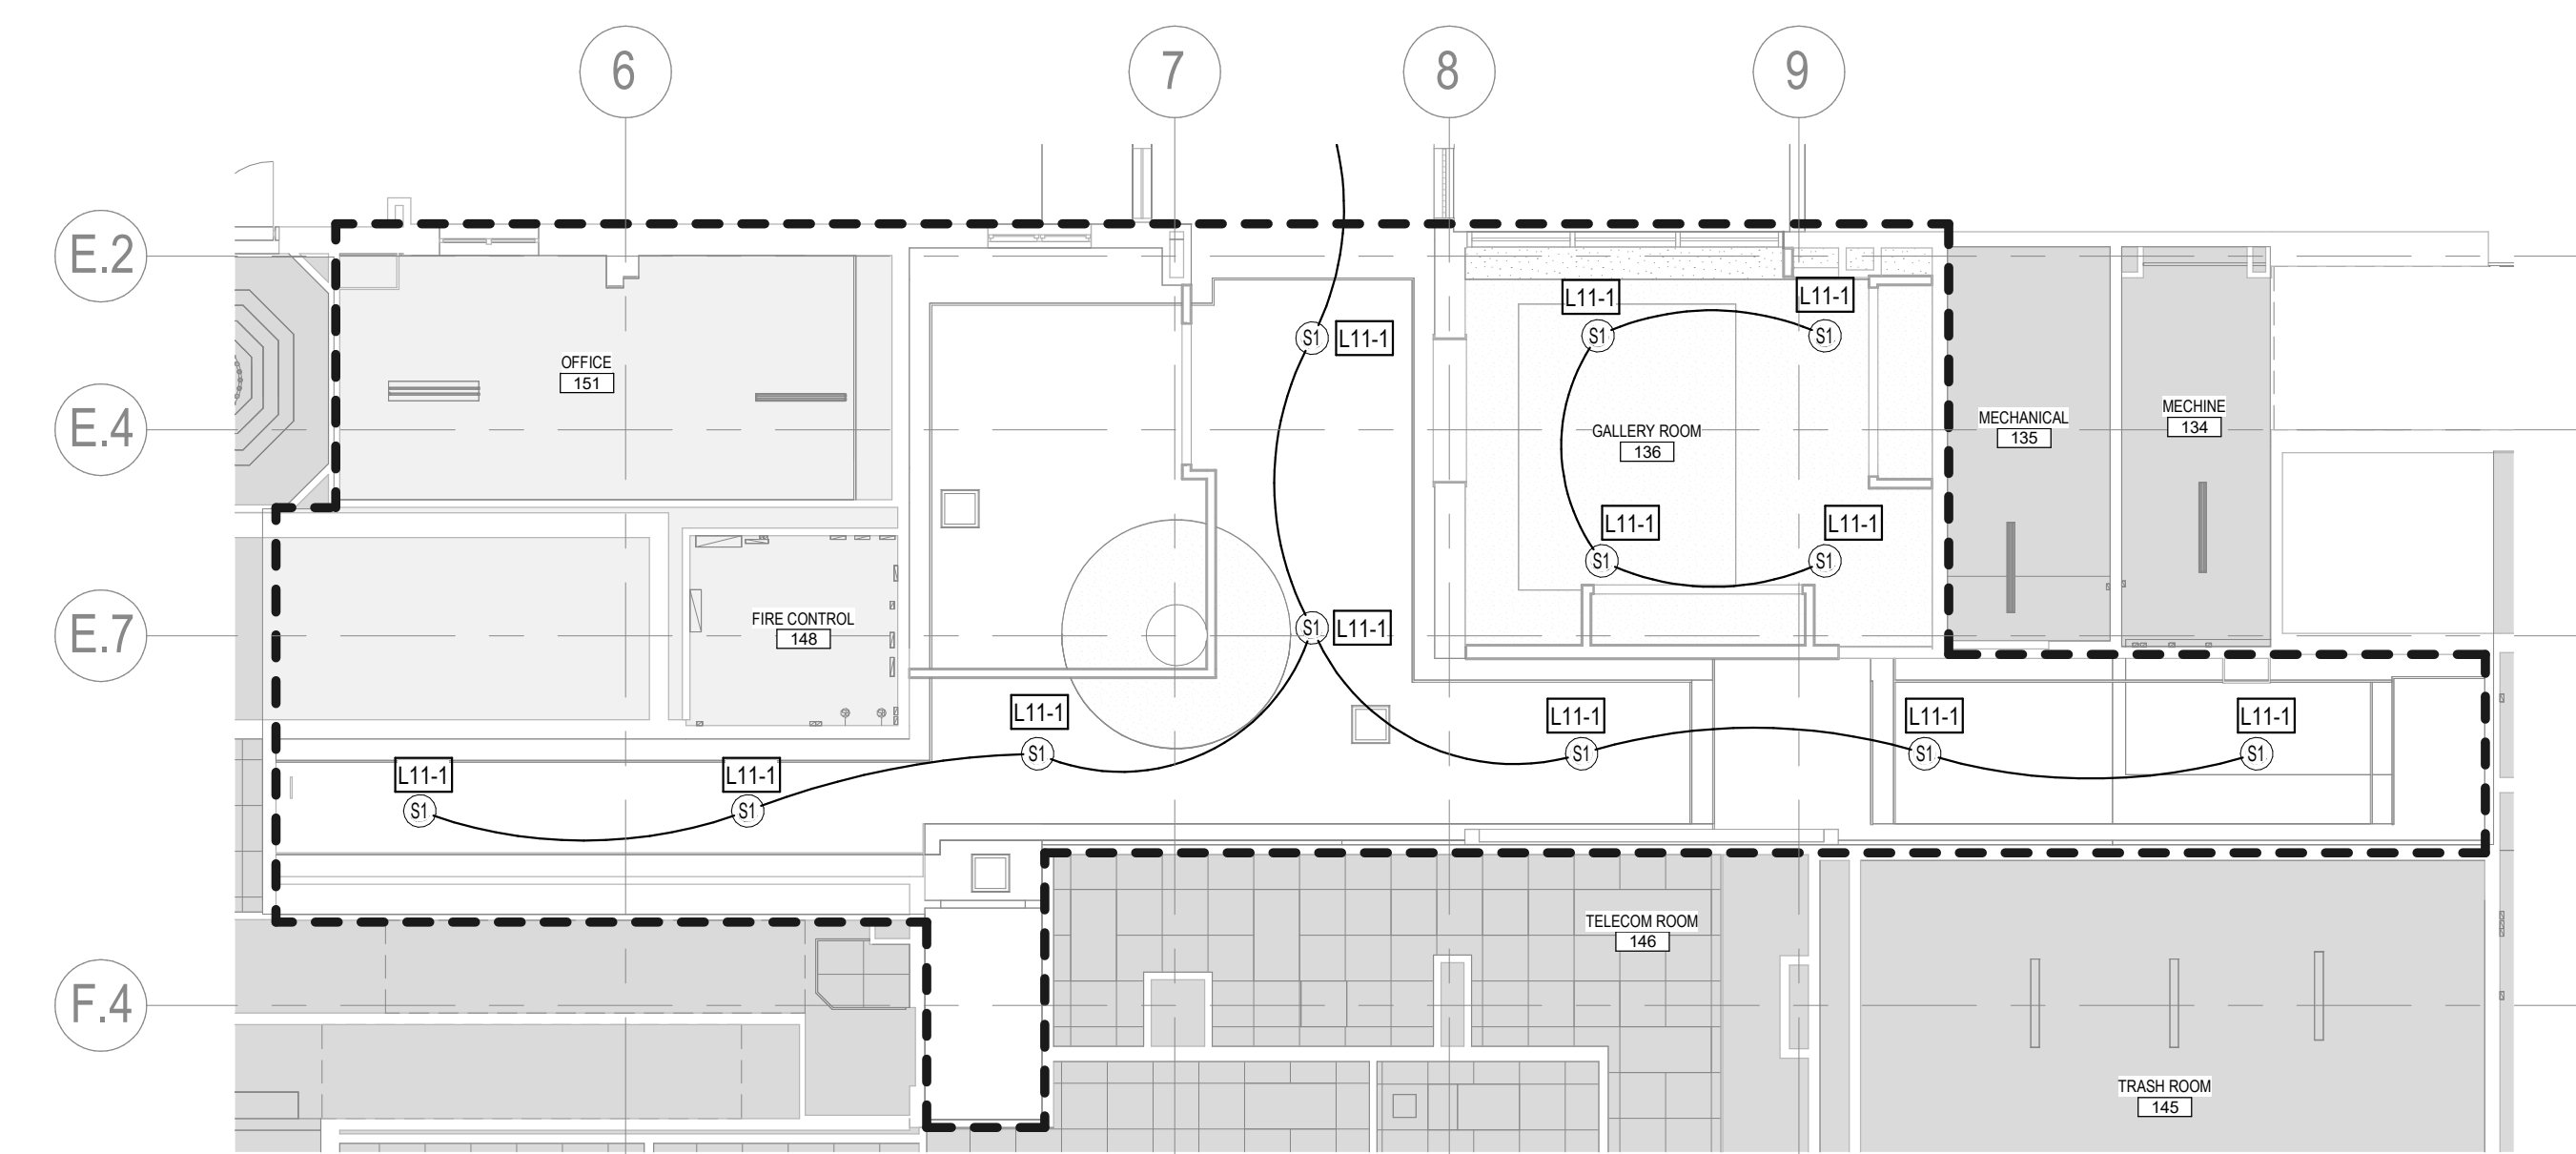 6 7 8 9
E.2
L11-1 L11-1
S1 L11-1 S1 S1
OFFICE
151
E.4
MECHINE
134
MECHANICAL
135
GALLERY ROOM
136
L11-1 L11-1
S1 S1
E.7
FIRE CONTROL
148
S1 L11-1
L11-1 L11-1 L11-1 L11-1
S1 S1 S1 S1
L11-1 L11-1
S1 S1
TELECOM ROOM
146
F.4
TRASH ROOM
145